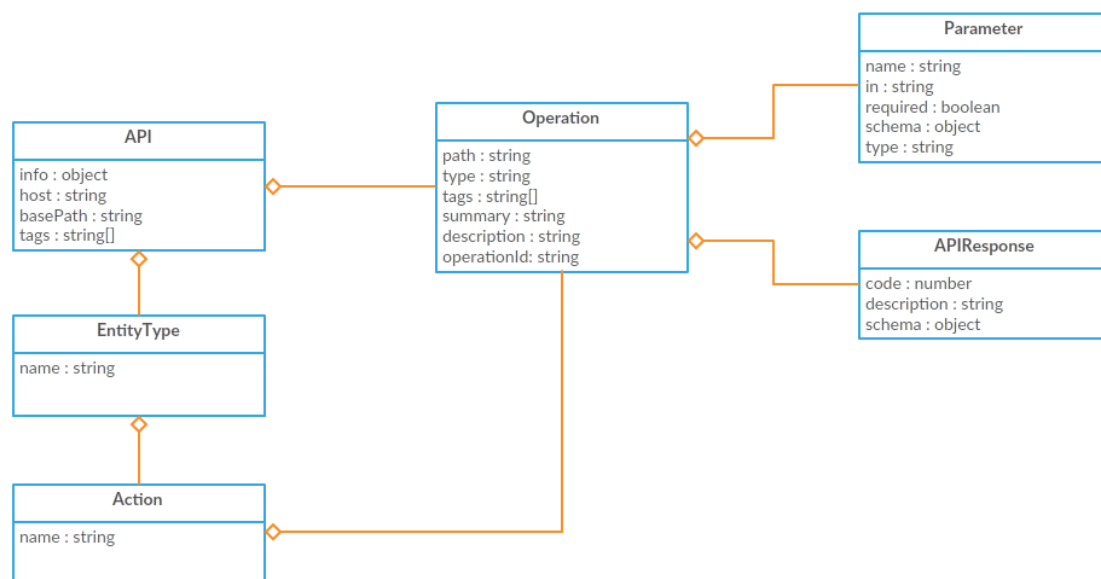 Parameter
name : string
in : string
required : boolean
schema : object
type : string
Operation
path : string
type : string
tags : string[]
summary : string
description : string
operationId: string
API
info : object
host : string
basePath : string
tags : string[]
APIResponse
code : number
description : string
schema : object
EntityType
name : string
Action
name : string